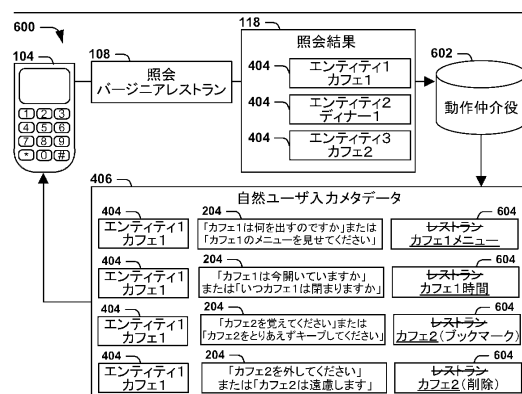 600
104
1 2 3
4 5 6
7 8 9
* 0 #
108
照会
バージニアレストラン
118
照会結果
404
エンティティ1
カフェ1
404
エンティティ2
ディナー1
404
エンティティ3
カフェ2
602
動作仲介役
406
自然ユーザ入力メタデータ
404
エンティティ1
カフェ1
204
「カフェ1は何を出すのですか」または
「カフェ1のメニューを見せてください」
604
レストラン
カフェ1メニュー
404
エンティティ1
カフェ1
204
「カフェ1は今開いていますか」
または「いつカフェ1は閉まりますか」
604
レストラン
カフェ1時間
404
エンティティ1
カフェ1
204
「カフェ2を覚えてください」または
「カフェ2をとりあえずキープしてください」
604
レストラン
カフェ2(ブックマーク)
404
エンティティ1
カフェ1
204
「カフェ2を外してください」
または「カフェ2は遠慮します」
604
レストラン
カフェ2(削除)